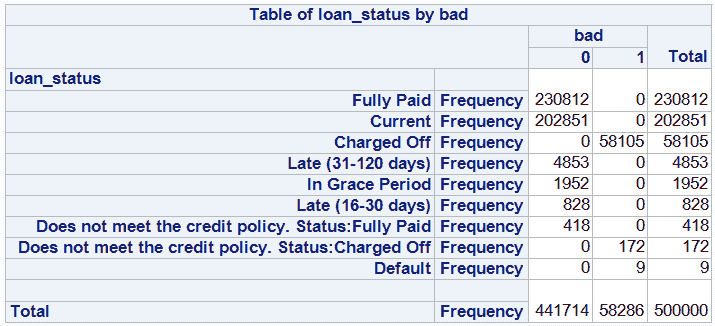 Table of loan_status by bad
bad
0 1 Total
loan_status
Fully Paid Frequency 230812 0 230812
Current Frequency 202851 0 202851
Charged Off Frequency 0 58105 58105
Late (31-120 days) Frequency 4853 0 4853
In Grace Period Frequency 1952 0 1952
Late (16-30 days) Frequency 828 0 828
Does not meet the credit policy. Status:Fully Paid Frequency 418 0 418
Does not meet the credit policy. Status:Charged Off Frequency 0 172 172
Default Frequency 0 9 9
Total Frequency 441714 58286 500000